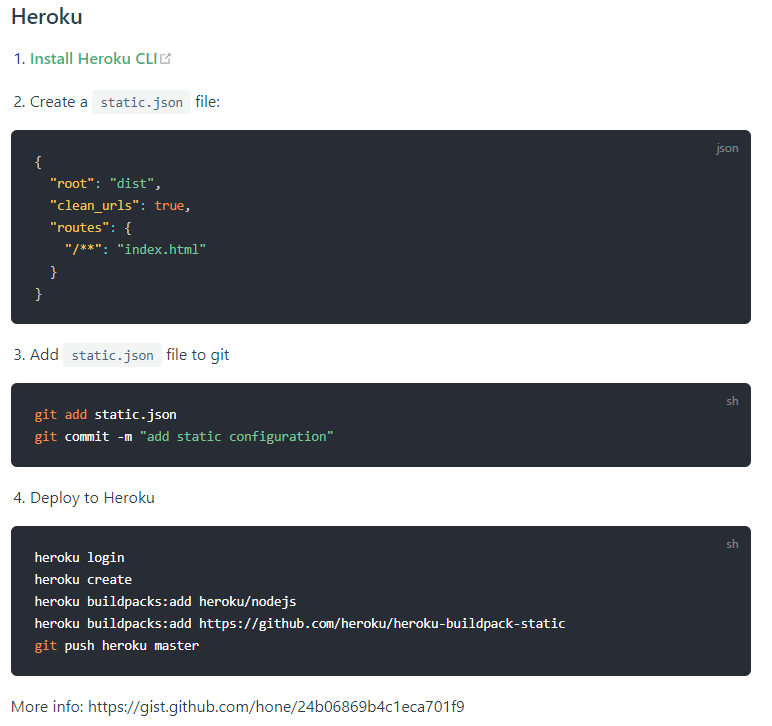 Heroku
1. Install Heroku CLI
2. Create a static.json file:
json
{
  "root": "dist",
  "clean_urls": true,
  "routes": {
    "/**": "index.html"
  }
}
3. Add static.json file to git
sh
git add static.json
git commit -m "add static configuration"
4. Deploy to Heroku
sh
heroku login
heroku create
heroku buildpacks:add heroku/nodejs
heroku buildpacks:add https://github.com/heroku/heroku-buildpack-static
git push heroku master
More info: https://gist.github.com/hone/24b06869b4c1eca701f9